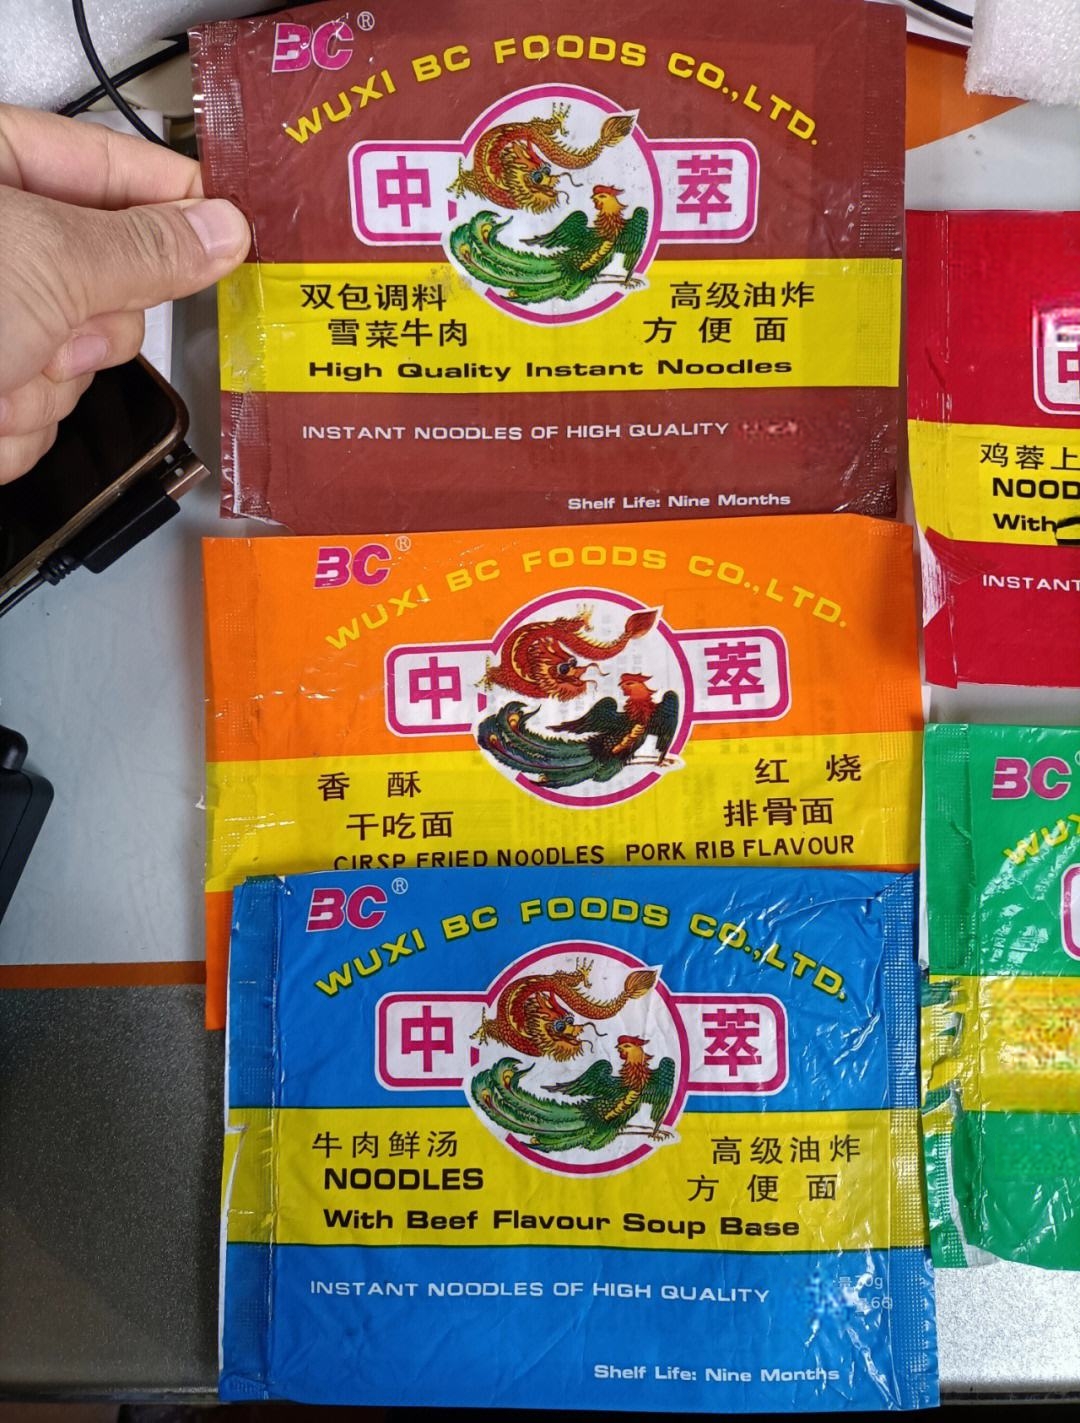 BC®
WUXI BC FOODS CO.,LTD.
中 萃
双包调料 高级油炸
雪菜牛肉 方便面
High Quality Instant Noodles
INSTANT NOODLES OF HIGH QUALITY
Shelf Life: Nine Months
BC®
WUXI BC FOODS CO.,LTD.
中 萃
香酥 红烧
干吃面 排骨面
CIRSP FRIED NOODLES PORK RIB FLAVOUR
BC®
WUXI BC FOODS CO.,LTD.
中 萃
牛肉鲜汤 高级油炸
NOODLES 方便面
With Beef Flavour Soup Base
INSTANT NOODLES OF HIGH QUALITY
Shelf Life: Nine Months
中
鸡蓉上
NOOD
With
INSTANT
BC
WUX